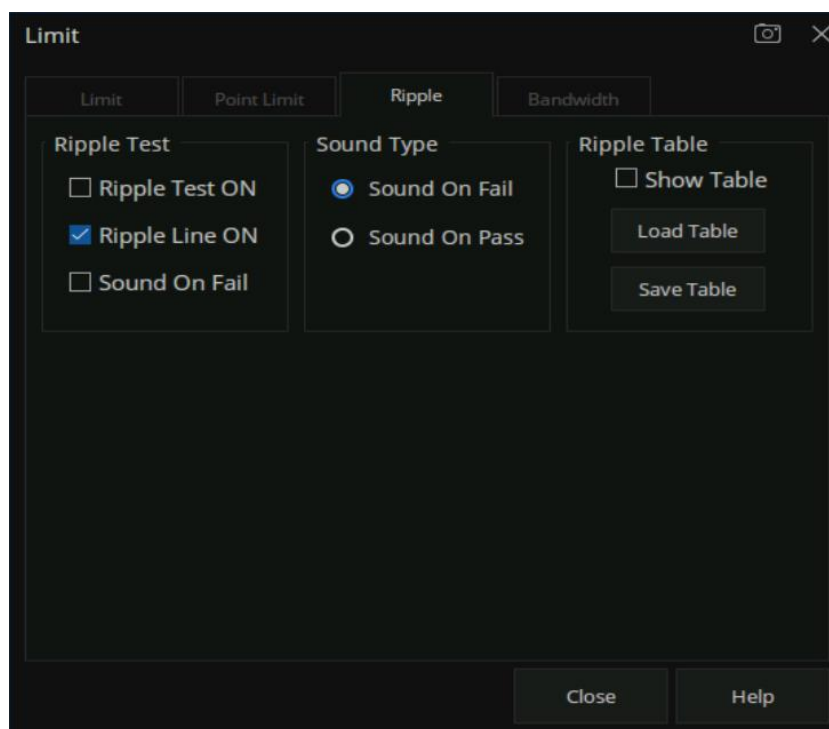 Limit
Limit Point Limit Ripple Bandwidth
Ripple Test
Ripple Test ON
Ripple Line ON
Sound On Fail
Sound Type
Sound On Fail
Sound On Pass
Ripple Table
Show Table
Load Table
Save Table
Close Help